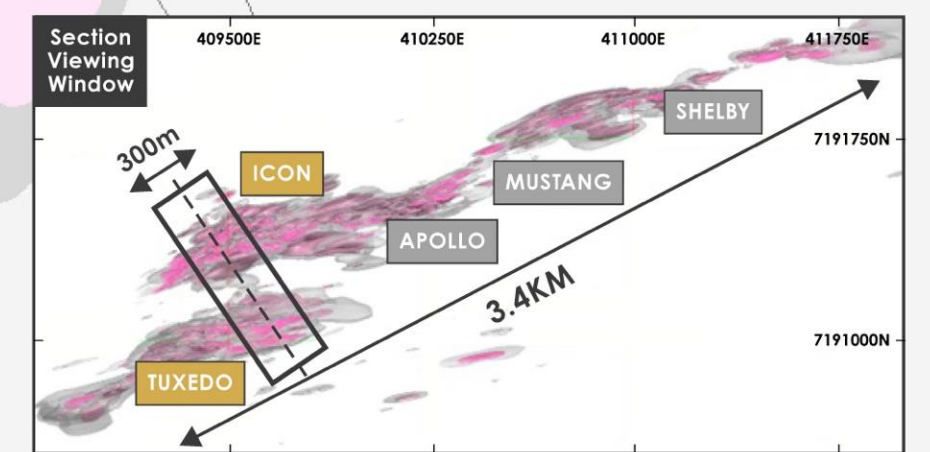 Section
Viewing
Window
409500E
410250E
411000E
411750E
300m
ICON
SHELBY
7191750N
MUSTANG
APOLLO
3.4KM
7191000N
TUXEDO